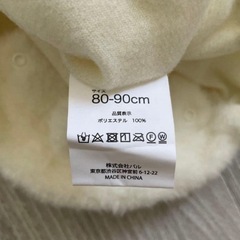 サイズ
80-90cm
品質表示
ポリエステル 100%
株式会社パル
東京都渋谷区神宮前 6-12-22
MADE IN CHINA